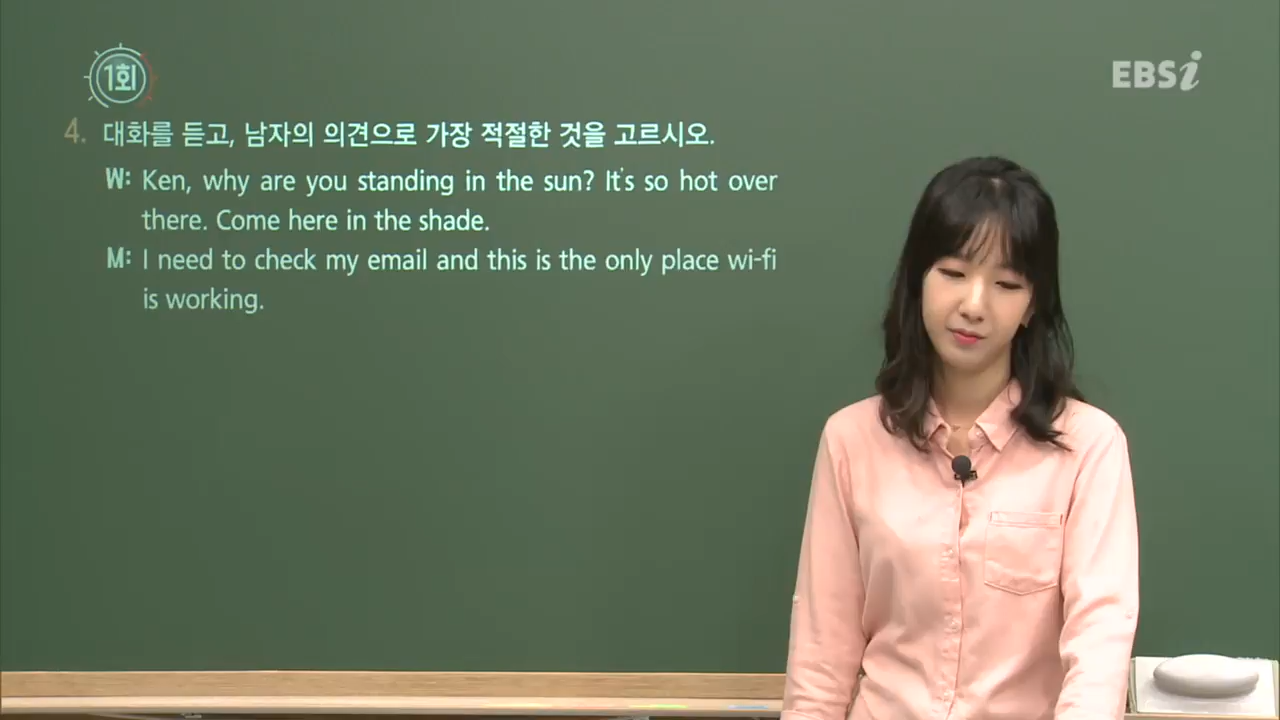 1회
EBSi
4. 대화를 듣고, 남자의 의견으로 가장 적절한 것을 고르시오.
W: Ken, why are you standing in the sun? It's so hot over
there. Come here in the shade.
M: I need to check my email and this is the only place wi-fi
is working.